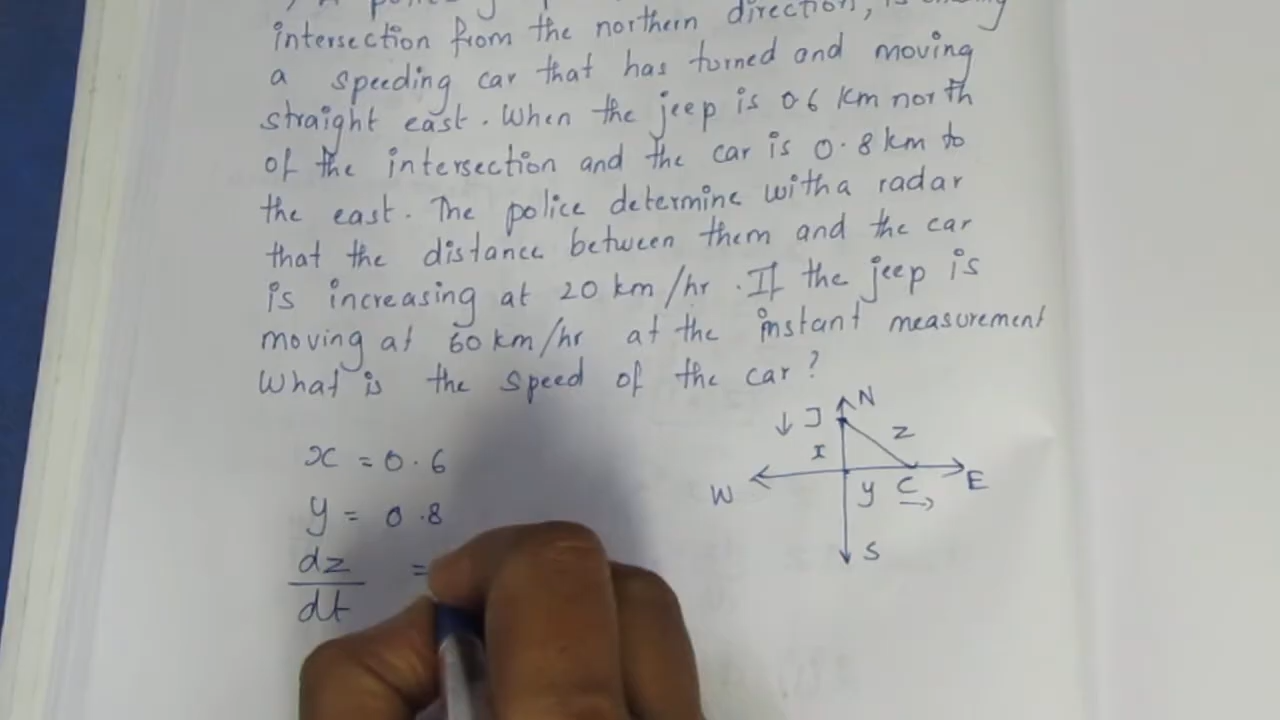 intersection from the northern direction, is
a speeding car that has turned and moving
straight east. When the jeep is 0.6 km north
of the intersection and the car is 0.8 km to
the east. The police determine with a radar
that the distance between them and the car
is increasing at 20 km/hr. If the jeep is
moving at 60 km/hr at the instant measurement
What is the speed of the car?
N
↓ J
z
x
W
y C
→
E
S
x = 0.6
y = 0.8
dz/dt =